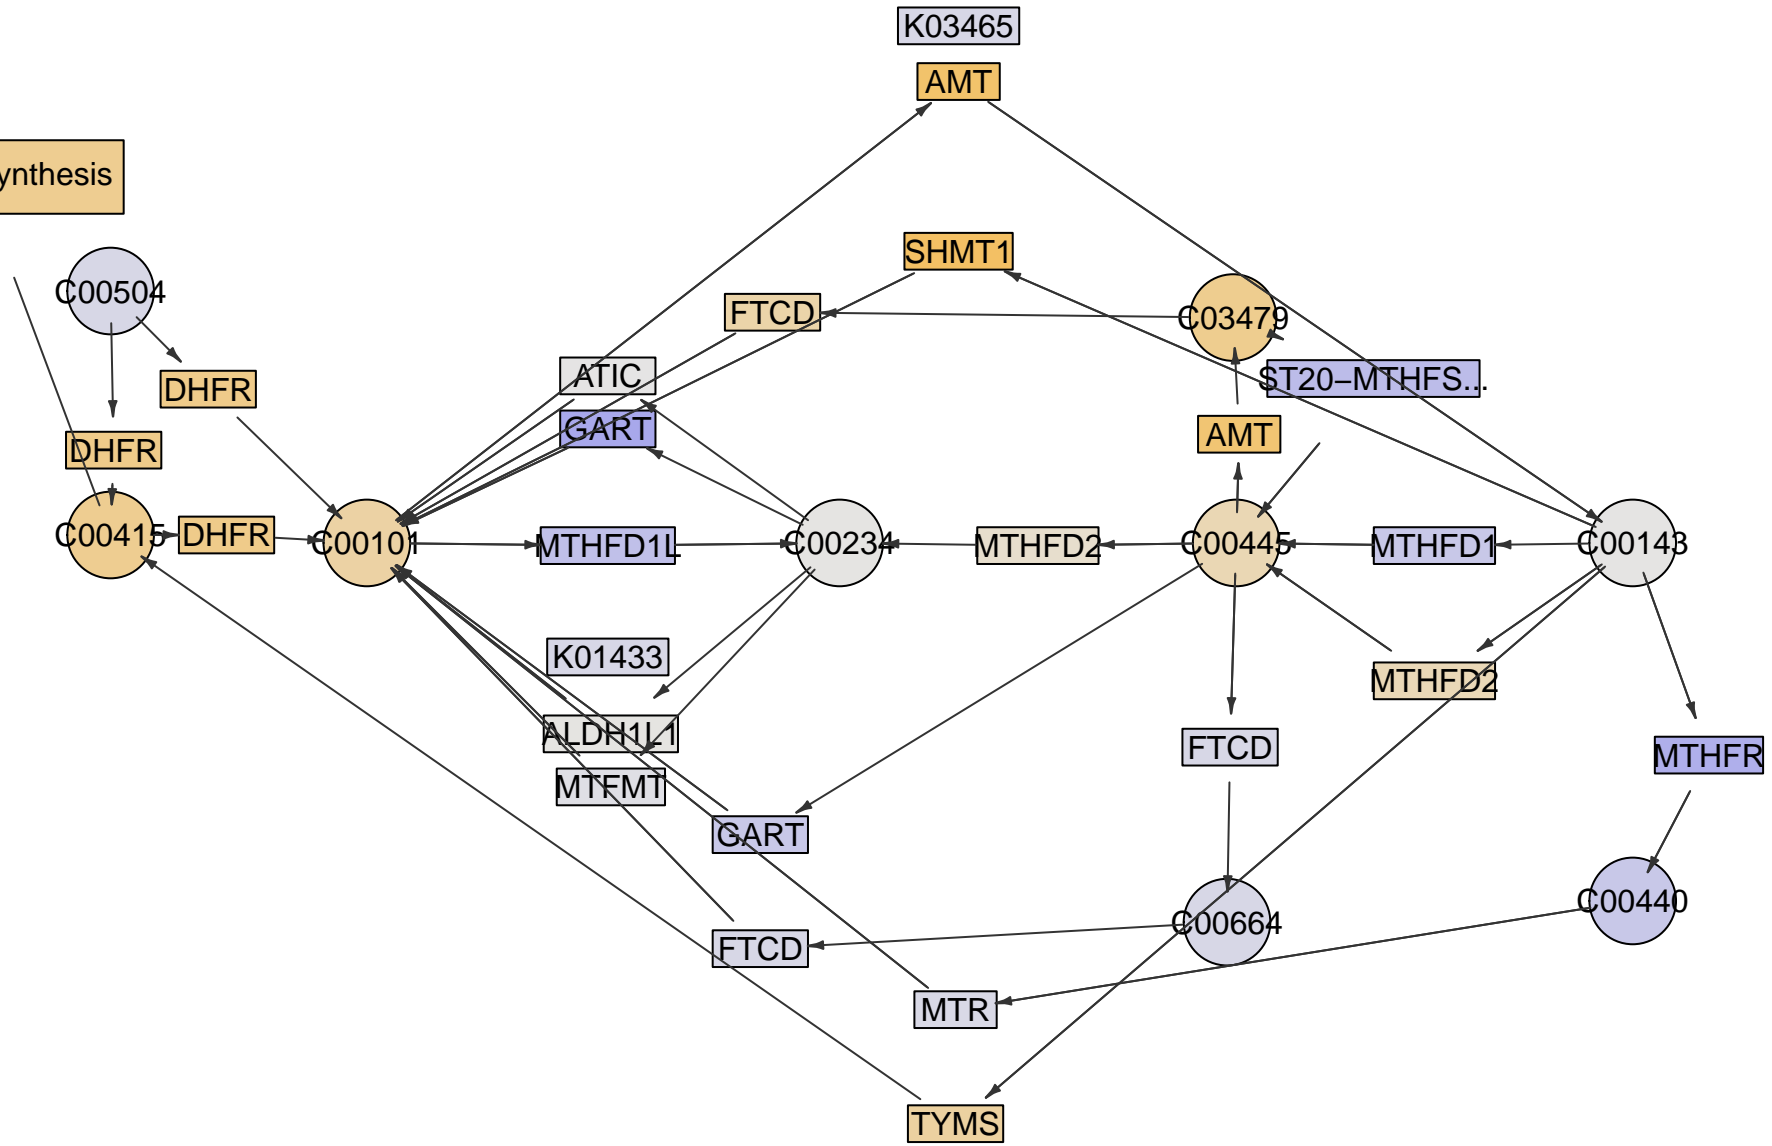 K03465
AMT
ynthesis
SHMT1
C00504
FTCD
C03479
ATIC
ST20−MTHFS...
DHFR
GART
AMT
DHFR
C00415
DHFR
C00101
MTHFD1L
C00234
MTHFD2
C00445
MTHFD1
C00143
K01433
MTHFD2
ALDH1L1
FTCD
MTHFR
MTFMT
GART
C00440
C00664
FTCD
MTR
TYMS